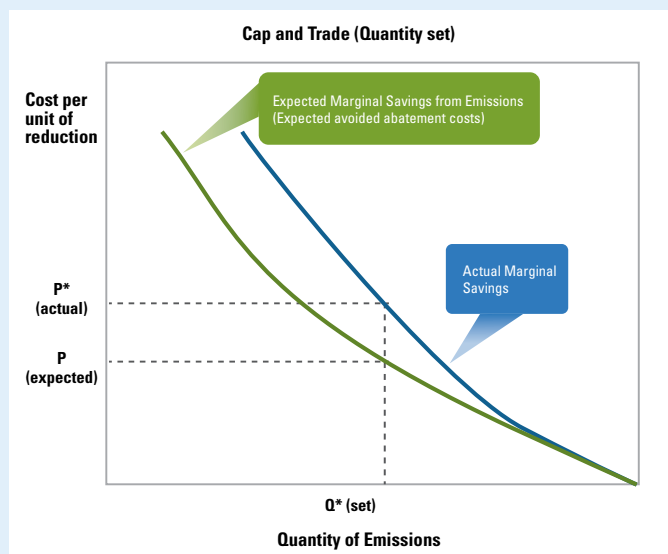 Cap and Trade (Quantity set)
Cost per
unit of
reduction
Expected Marginal Savings from Emissions
(Expected avoided abatement costs)
Actual Marginal
Savings
P*
(actual)
P
(expected)
Q* (set)
Quantity of Emissions